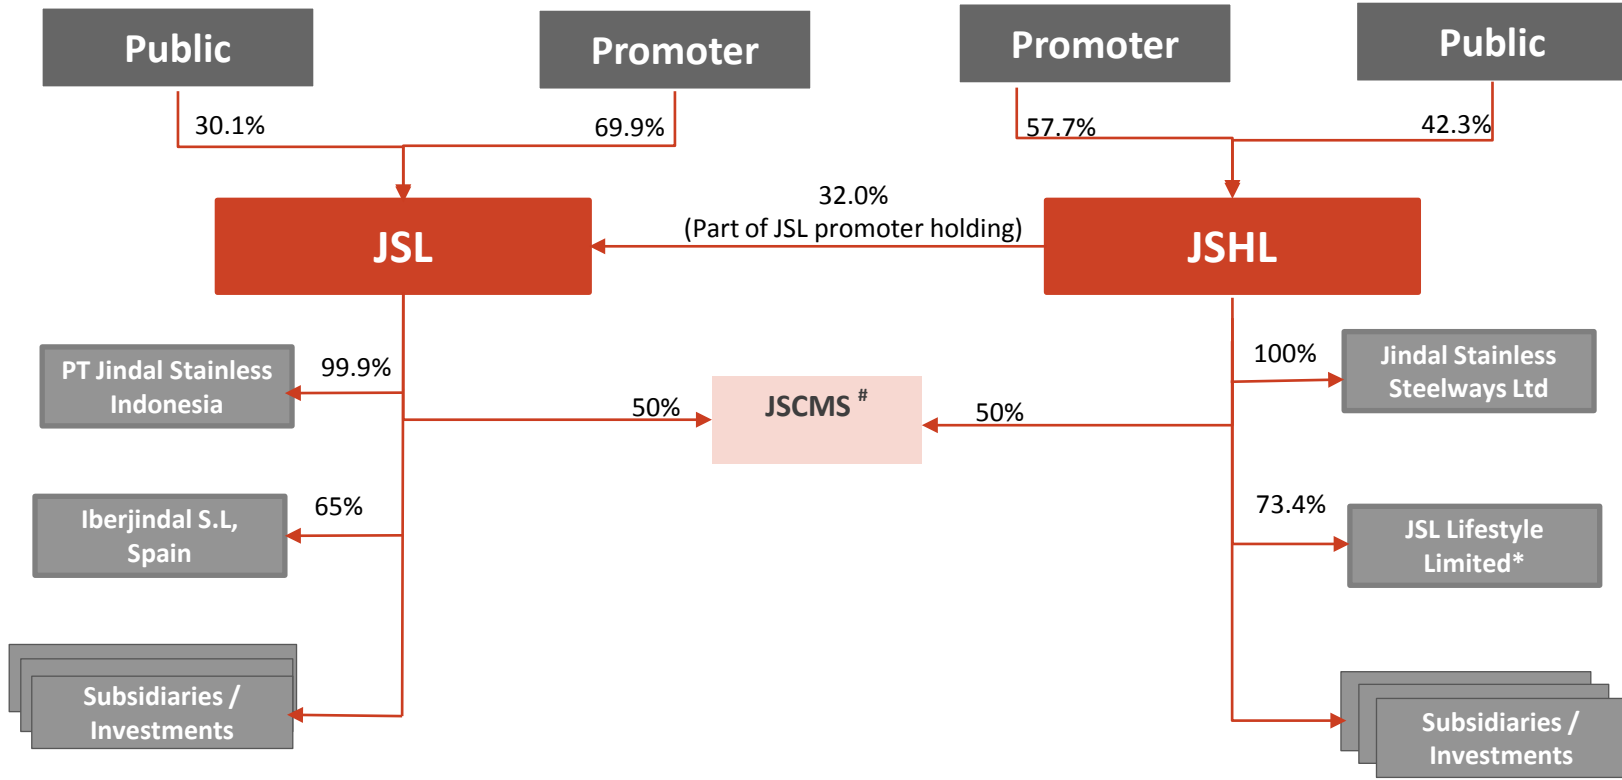 Public
Promoter
Promoter
Public
30.1%
69.9%
57.7%
42.3%
32.0%
(Part of JSL promoter holding)
JSL
JSHL
PT Jindal Stainless
Indonesia
99.9%
100%
Jindal Stainless
Steelways Ltd
50%
JSCMS #
50%
Iberjindal S.L,
Spain
65%
73.4%
JSL Lifestyle
Limited*
Subsidiaries /
Investments
Subsidiaries /
Investments